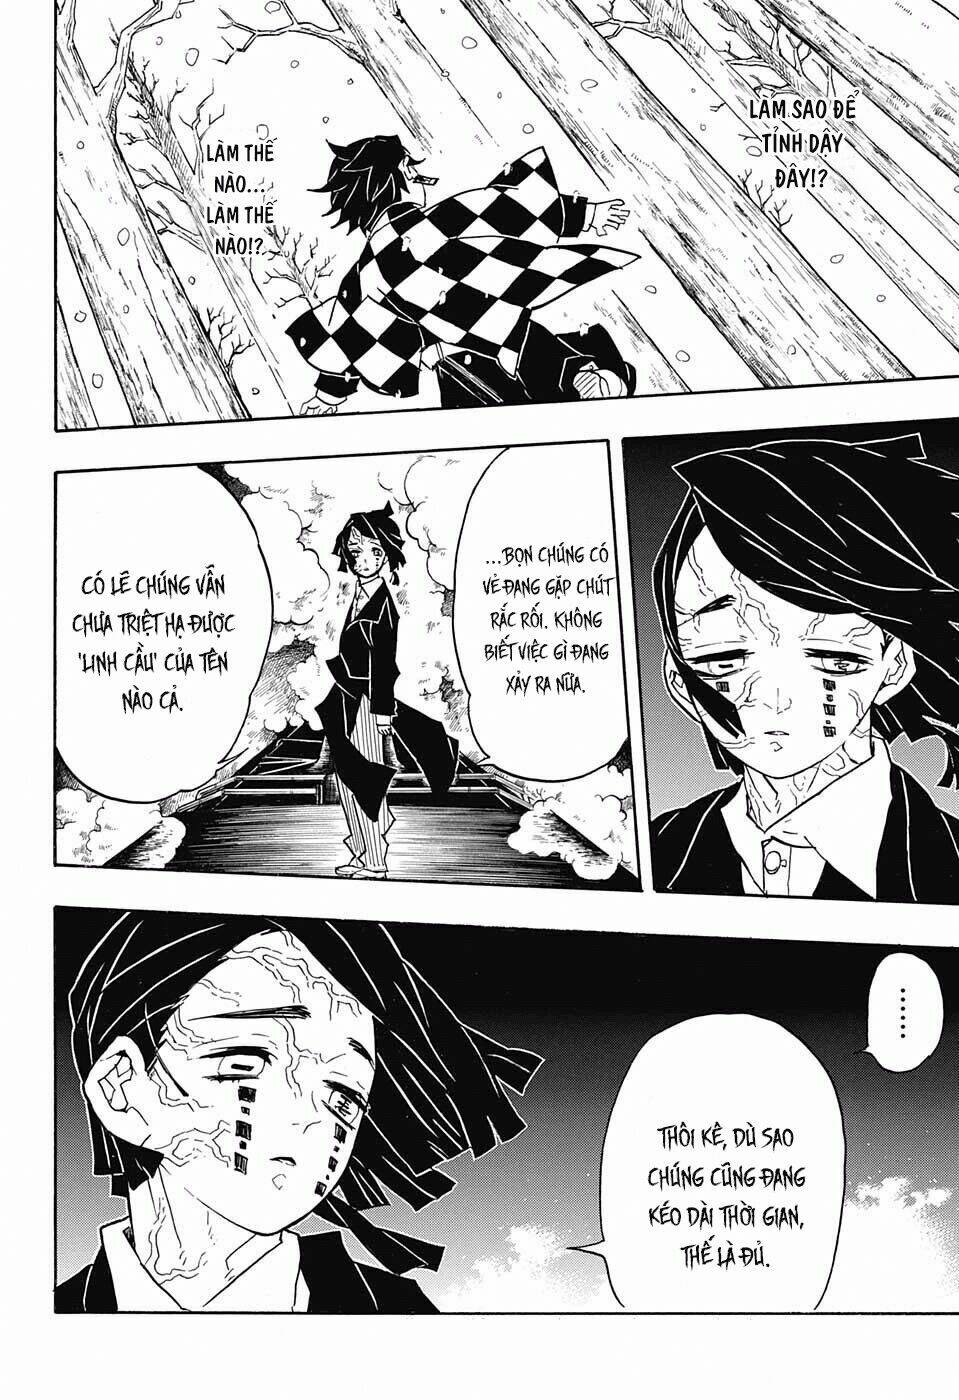 LÀM SAO ĐỂ
TỈNH DẬY
ĐÂY!?
LÀM THẾ
NÀO...
LÀM THẾ
NÀO!?
...BỌN CHÚNG CÓ
VẺ ĐANG GẶP CHÚT
RẮC RỐI. KHÔNG
BIẾT VIỆC GÌ ĐANG
XẢY RA NỮA.
CÓ LẼ CHÚNG VẪN
CHƯA TRIỆT HẠ ĐƯỢC
'LINH CẦU' CỦA TÊN
NÀO CẢ.
........
THÔI KỆ, DÙ SAO
CHÚNG CŨNG ĐANG
KÉO DÀI THỜI GIAN,
THẾ LÀ ĐỦ.